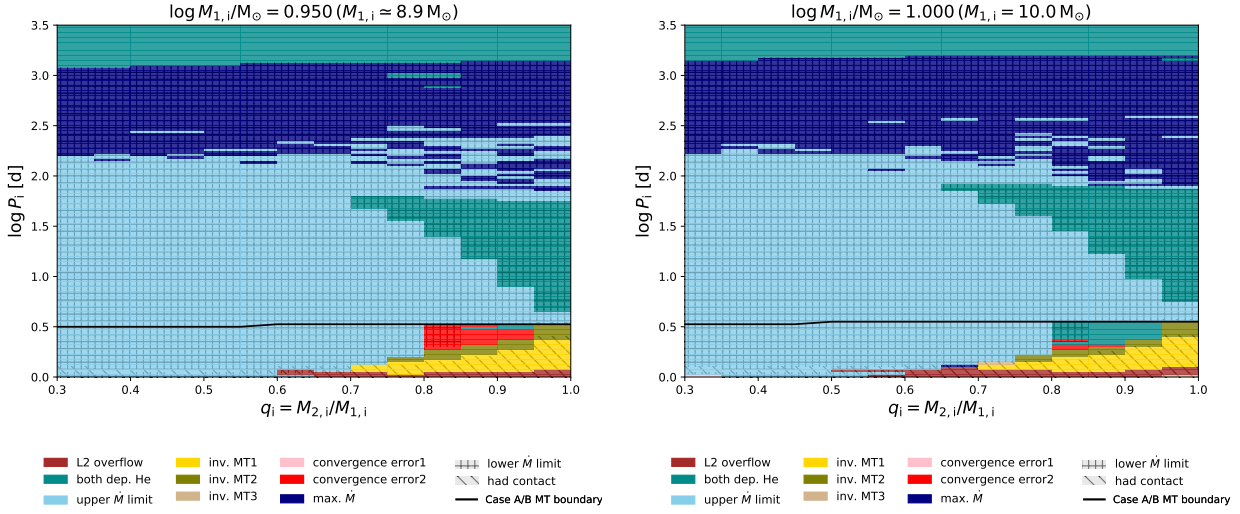 log M₁,ᵢ/M⊙ = 0.950 (M₁,ᵢ ≃ 8.9 M⊙)
3.5
3.0
2.5
2.0
1.5
1.0
0.5
0.0
log Pᵢ [d]
0.3 0.4 0.5 0.6 0.7 0.8 0.9 1.0
qᵢ = M₂,ᵢ/M₁,ᵢ
L2 overflow
both dep. He
upper Ṁ limit
inv. MT1
inv. MT2
inv. MT3
convergence error1
convergence error2
max. Ṁ
lower Ṁ limit
had contact
Case A/B MT boundary
log M₁,ᵢ/M⊙ = 1.000 (M₁,ᵢ = 10.0 M⊙)
3.5
3.0
2.5
2.0
1.5
1.0
0.5
0.0
log Pᵢ [d]
0.3 0.4 0.5 0.6 0.7 0.8 0.9 1.0
qᵢ = M₂,ᵢ/M₁,ᵢ
L2 overflow
both dep. He
upper Ṁ limit
inv. MT1
inv. MT2
inv. MT3
convergence error1
convergence error2
max. Ṁ
lower Ṁ limit
had contact
Case A/B MT boundary